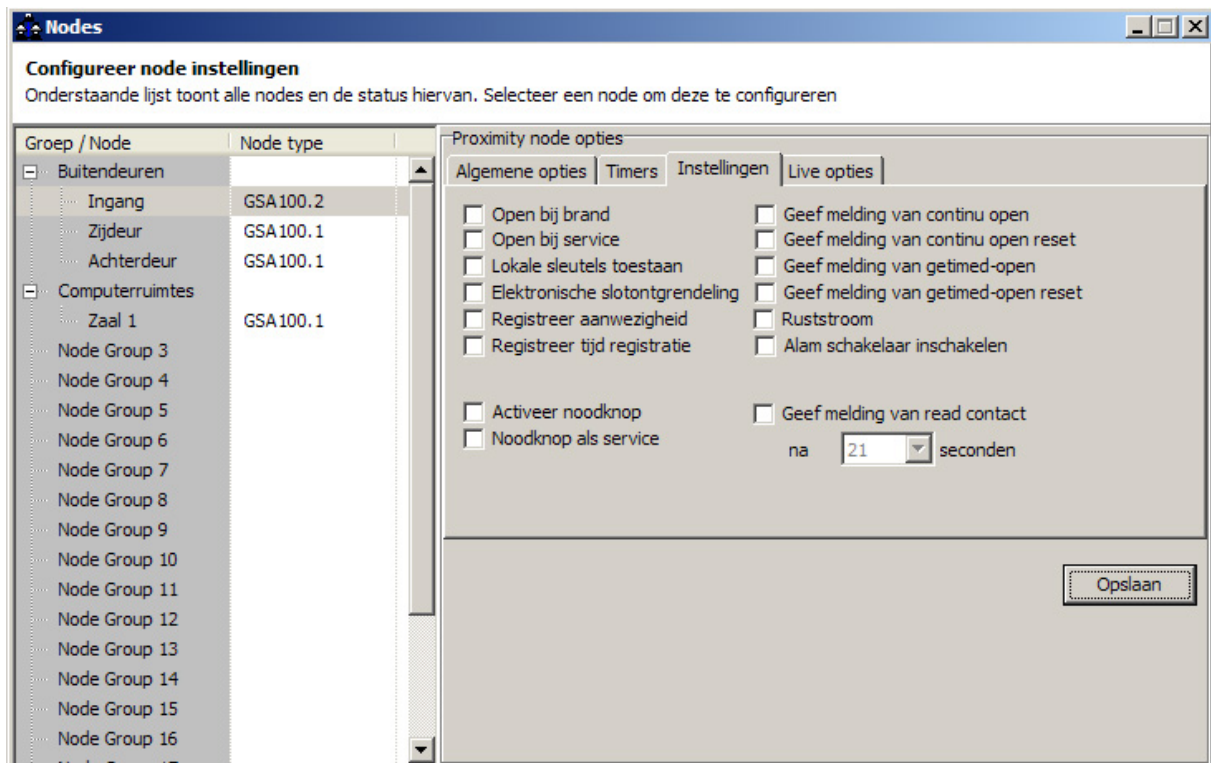 Nodes
Configureer node instellingen
Onderstaande lijst toont alle nodes en de status hiervan. Selecteer een node om deze te configureren
Groep / Node Node type
Buitendeuren
Ingang GSA100.2
Zijdeur GSA100.1
Achterdeur GSA100.1
Computerruimtes
Zaal 1 GSA100.1
Node Group 3
Node Group 4
Node Group 5
Node Group 6
Node Group 7
Node Group 8
Node Group 9
Node Group 10
Node Group 11
Node Group 12
Node Group 13
Node Group 14
Node Group 15
Node Group 16
Proximity node opties
Algemene opties Timers Instellingen Live opties
Open bij brand Geef melding van continu open
Open bij service Geef melding van continu open reset
Lokale sleutels toestaan Geef melding van getimed-open
Elektronische slotontgrendeling Geef melding van getimed-open reset
Registreer aanwezigheid Ruststroom
Registreer tijd registratie Alam schakelaar inschakelen
Activeer noodknop Geef melding van read contact
Noodknop als service na 21 seconden
Opslaan